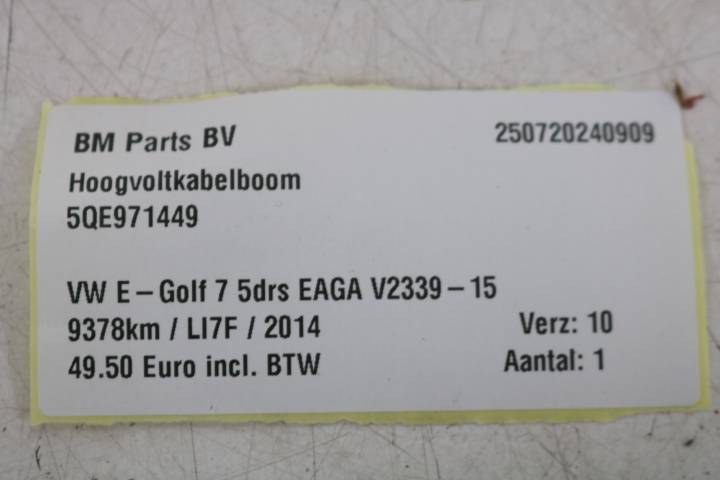 BM Parts BV 250720240909
Hoogvoltkabelboom
5QE971449
VW E-Golf 7 5drs EAGA V2339-15
9378km / LI7F / 2014 Verz: 10
49.50 Euro incl. BTW Aantal: 1